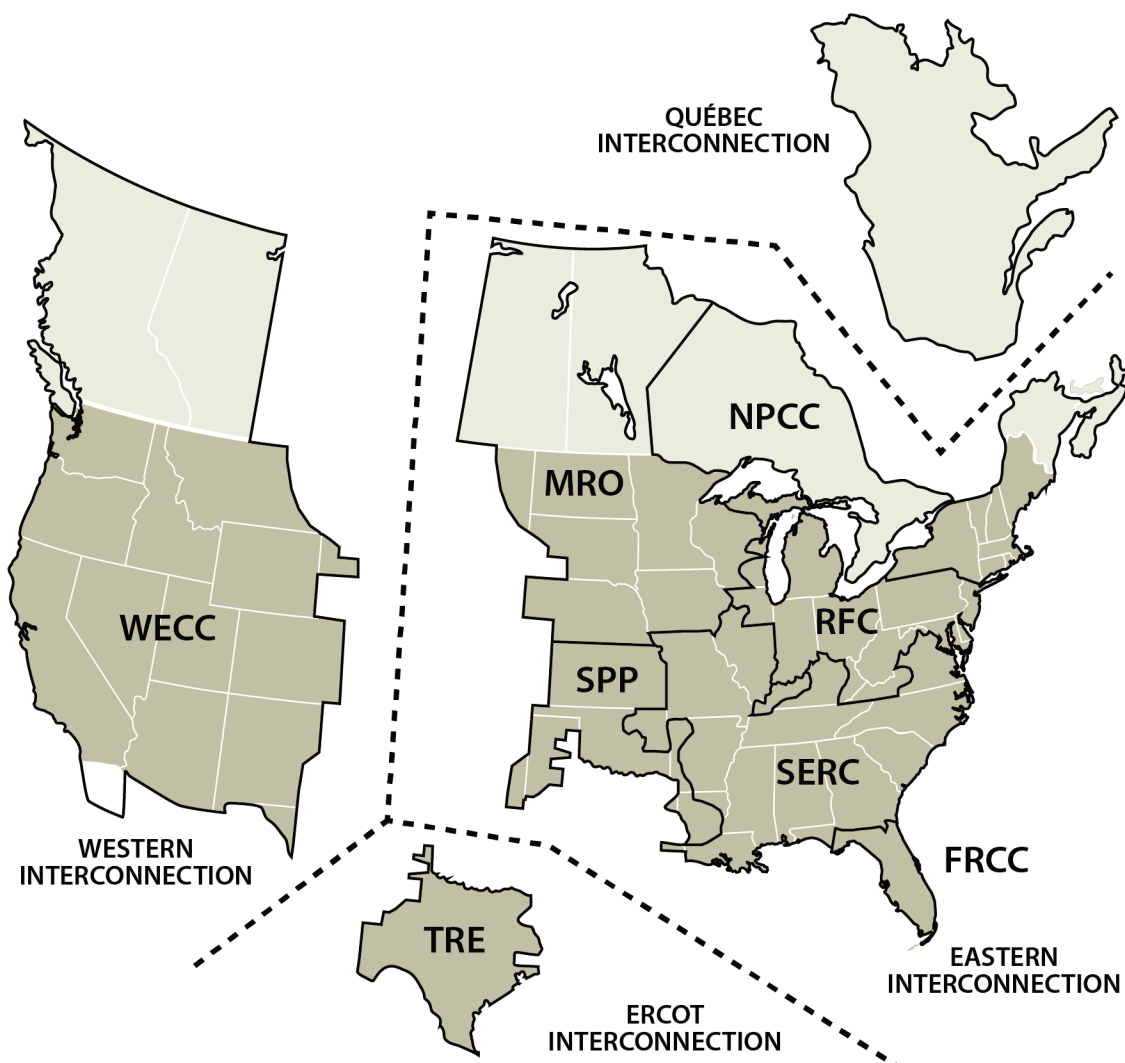 QUÉBEC
INTERCONNECTION
NPCC
MRO
WECC
RFC
SPP
SERC
WESTERN
INTERCONNECTION
FRCC
TRE
EASTERN
INTERCONNECTION
ERCOT
INTERCONNECTION